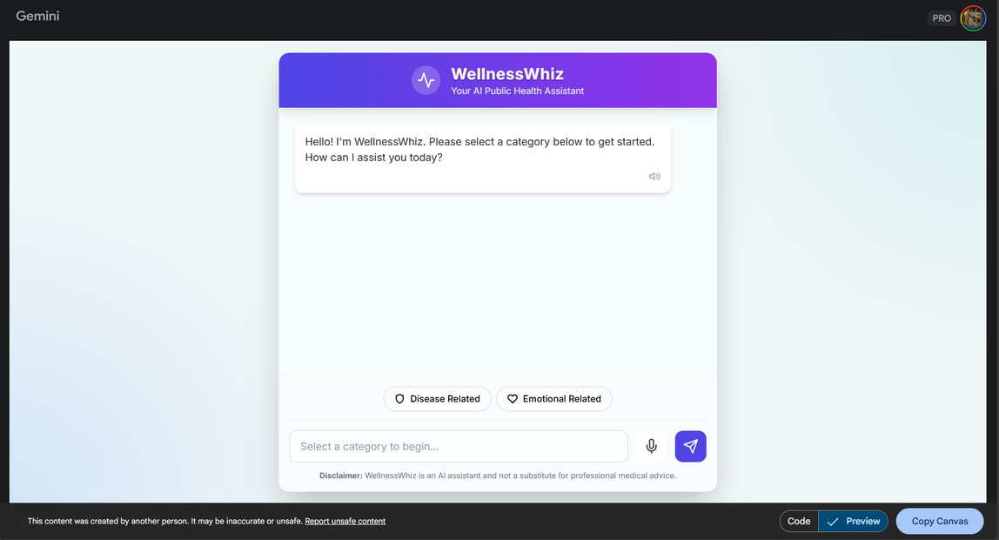 Gemini
PRO
WellnessWhiz
Your AI Public Health Assistant
Hello! I'm WellnessWhiz. Please select a category below to get started.
How can I assist you today?
Disease Related
Emotional Related
Select a category to begin...
Disclaimer: WellnessWhiz is an AI assistant and not a substitute for professional medical advice.
This content was created by another person. It may be inaccurate or unsafe. Report unsafe content
Code
Preview
Copy Canvas